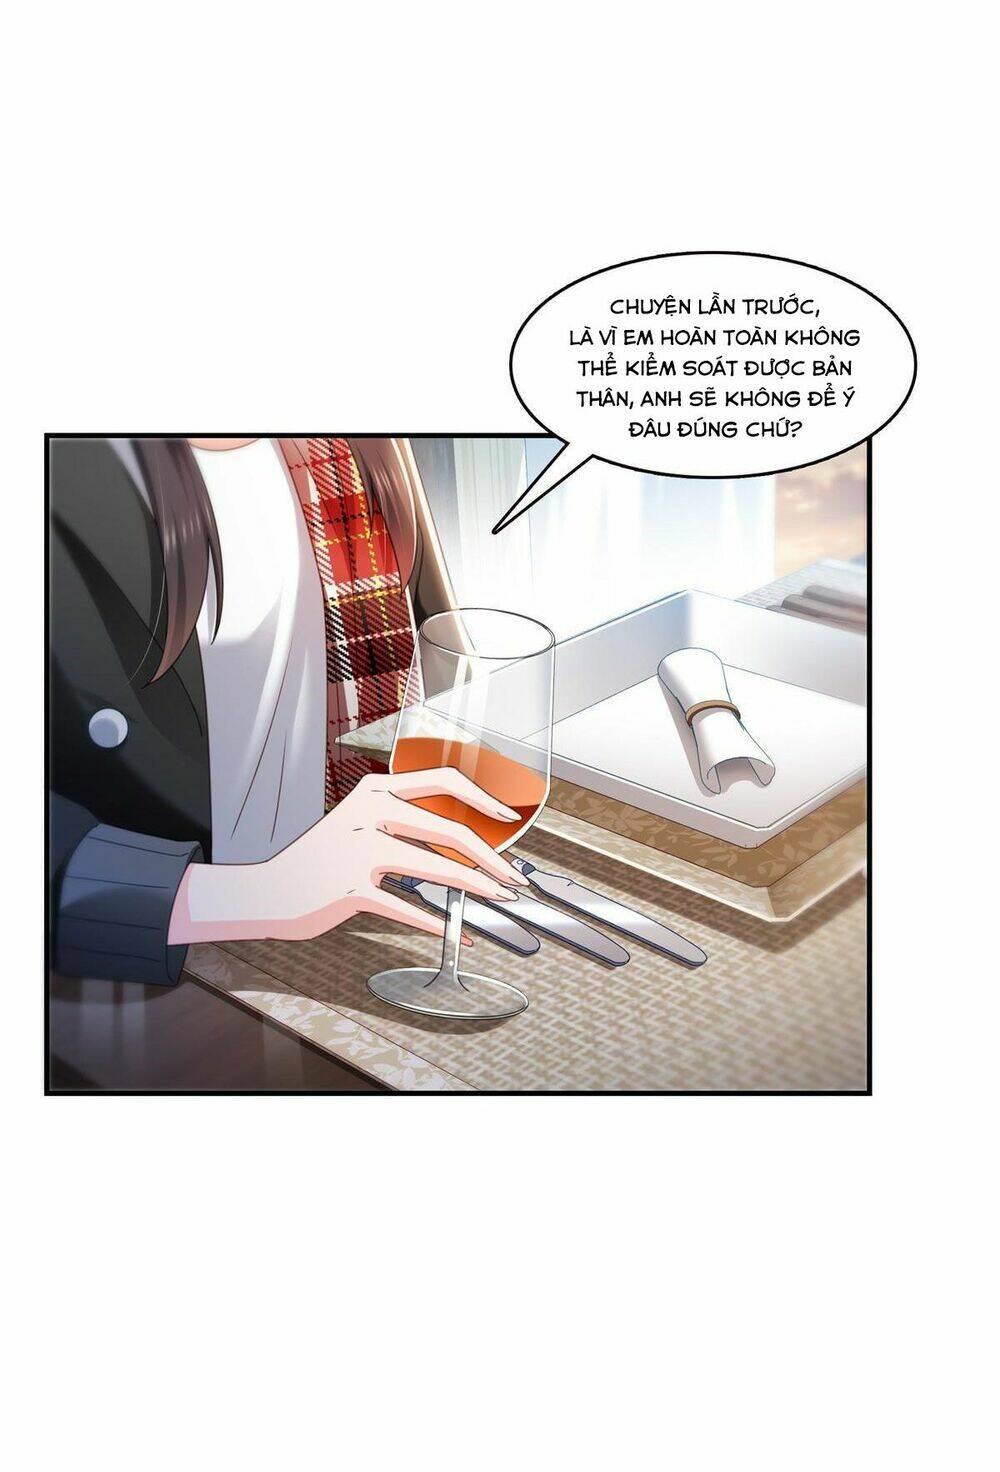 CHUYỆN LẦN TRƯỚC,
LÀ VÌ EM HOÀN TOÀN KHÔNG
THỂ KIỂM SOÁT ĐƯỢC BẢN
THÂN, ANH SẼ KHÔNG ĐỂ Ý
ĐÂU ĐÚNG CHỨ?